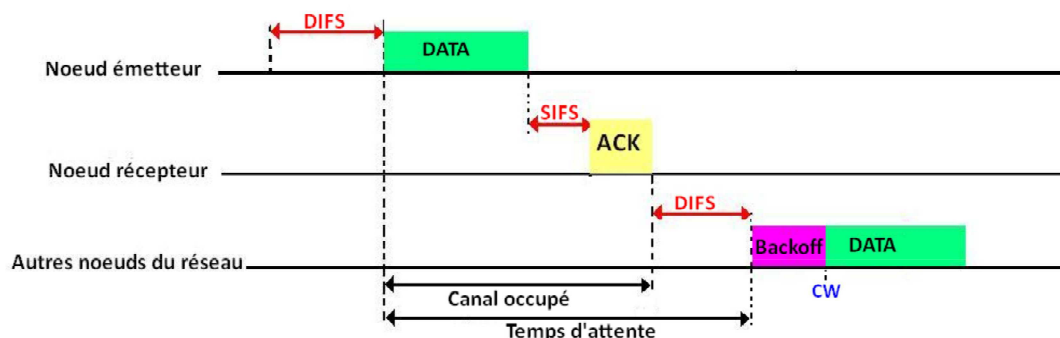 DIFS
DATA
Noeud émetteur
SIFS
ACK
Noeud récepteur
DIFS
Backoff
DATA
Autres noeuds du réseau
CW
Canal occupé
Temps d'attente